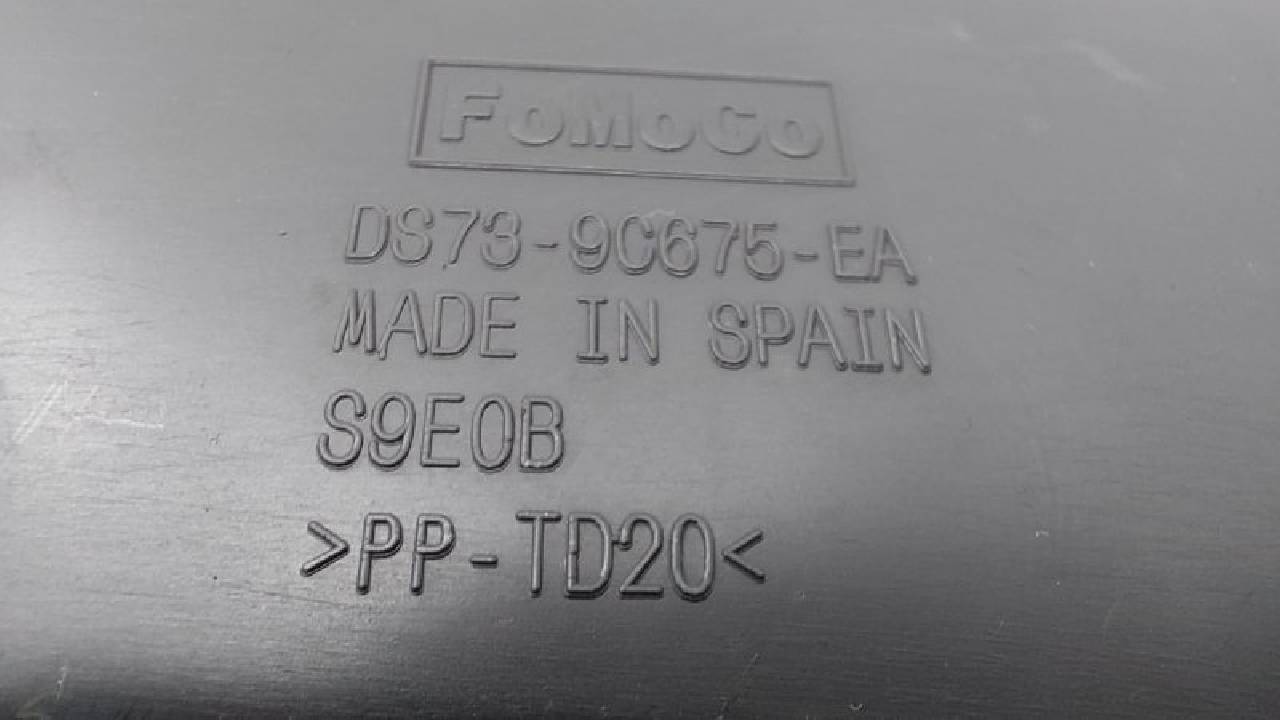 FoMoCo
DS73-9C675-EA
MADE IN SPAIN
S9E0B
>PP-TD20<